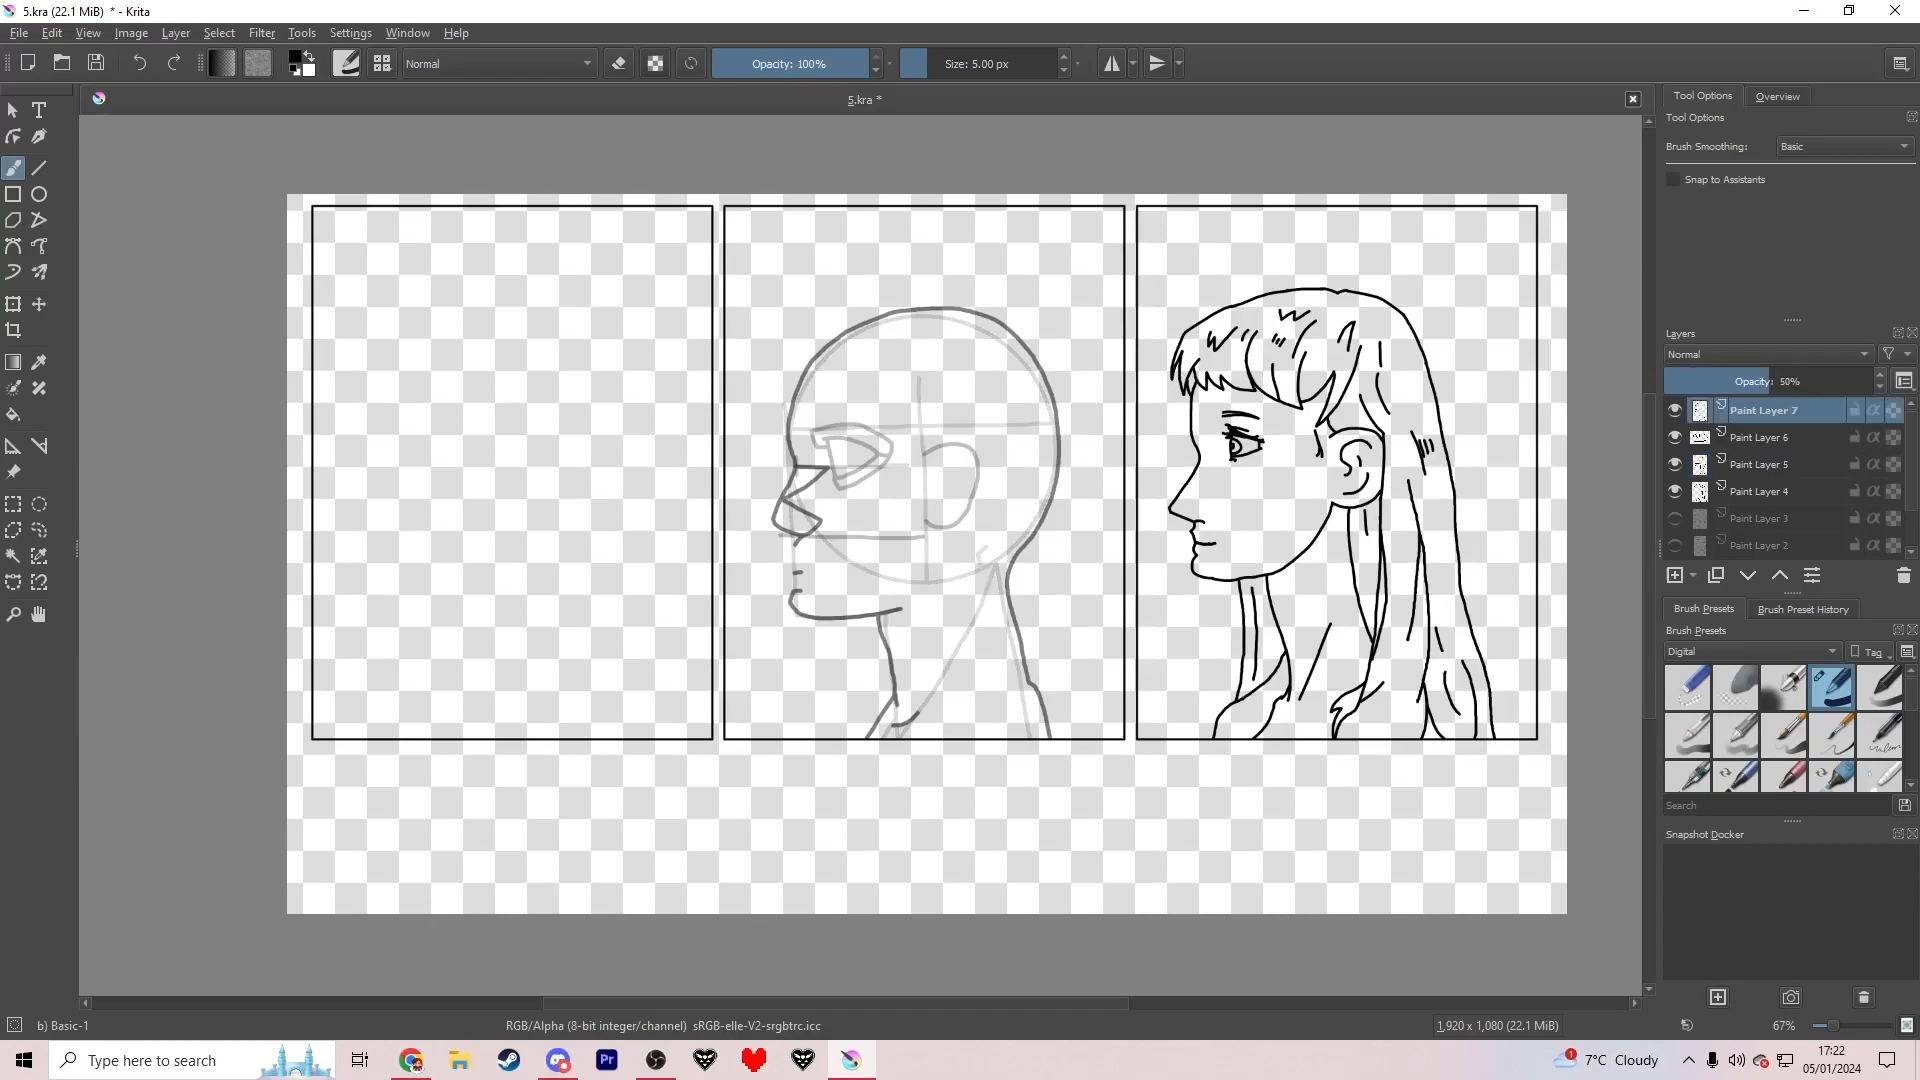 5.kra (22.1 MiB) * - Krita
File Edit View Image Layer Select Filter Tools Settings Window Help
Normal Opacity: 100% Size: 5.00 px
5.kra *
Tool Options Overview
Tool Options
Brush Smoothing: Basic
Snap to Assistants
Layers
Normal
Opacity: 50%
Paint Layer 7
Paint Layer 6
Paint Layer 5
Paint Layer 4
Paint Layer 3
Paint Layer 2
Brush Presets Brush Preset History
Brush Presets
Digital Tag
Search
Snapshot Docker
b) Basic-1 RGB/Alpha (8-bit integer/channel) sRGB-elle-V2-srgbtrc.icc 1,920 x 1,080 (22.1 MiB) 67%
Type here to search Pr 1 7°C Cloudy 17:22
05/01/2024